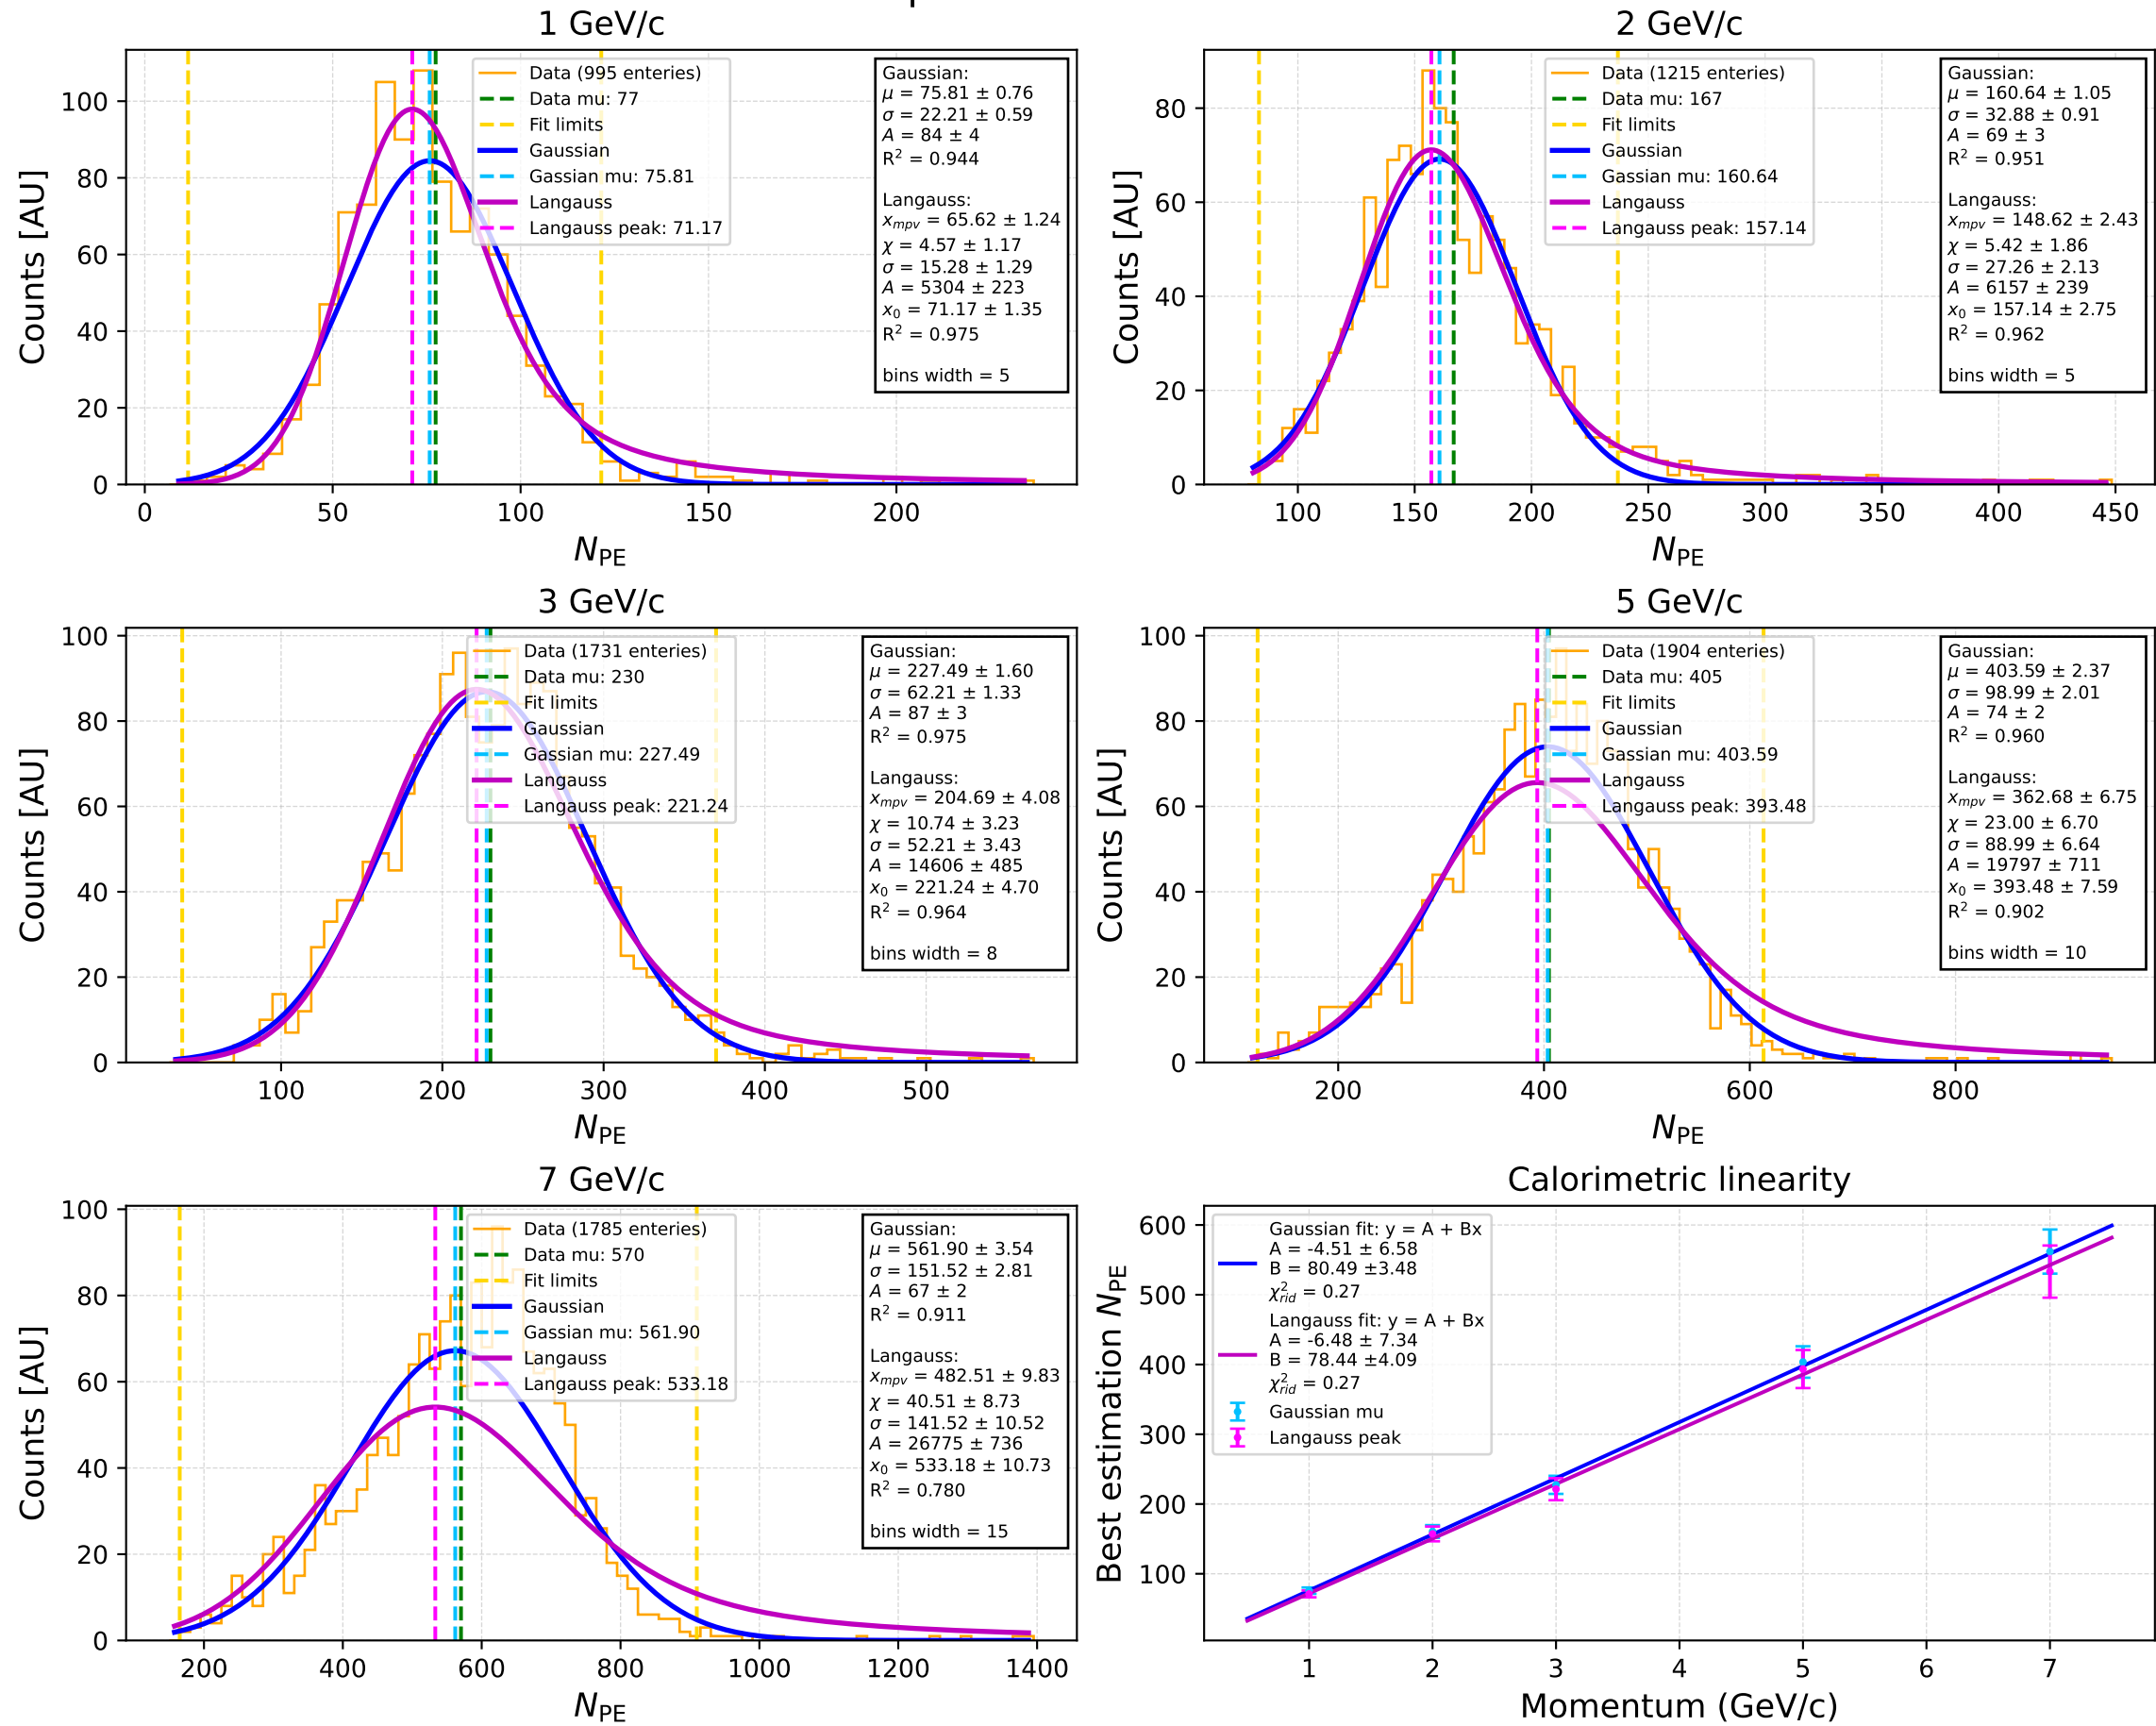 1 GeV/c
Counts [AU]
100
80
60
40
20
0
0 50 100 150 200
N_PE
Data (995 enteries)
Data mu: 77
Fit limits
Gaussian
Gassian mu: 75.81
Langauss
Langauss peak: 71.17
Gaussian:
μ = 75.81 ± 0.76
σ = 22.21 ± 0.59
A = 84 ± 4
R² = 0.944
Langauss:
x_mpv = 65.62 ± 1.24
χ = 4.57 ± 1.17
σ = 15.28 ± 1.29
A = 5304 ± 223
x₀ = 71.17 ± 1.35
R² = 0.975
bins width = 5
2 GeV/c
Counts [AU]
80
60
40
20
0
100 150 200 250 300 350 400 450
N_PE
Data (1215 enteries)
Data mu: 167
Fit limits
Gaussian
Gassian mu: 160.64
Langauss
Langauss peak: 157.14
Gaussian:
μ = 160.64 ± 1.05
σ = 32.88 ± 0.91
A = 69 ± 3
R² = 0.951
Langauss:
x_mpv = 148.62 ± 2.43
χ = 5.42 ± 1.86
σ = 27.26 ± 2.13
A = 6157 ± 239
x₀ = 157.14 ± 2.75
R² = 0.962
bins width = 5
3 GeV/c
Counts [AU]
100
80
60
40
20
0
100 200 300 400 500
N_PE
Data (1731 enteries)
Data mu: 230
Fit limits
Gaussian
Gassian mu: 227.49
Langauss
Langauss peak: 221.24
Gaussian:
μ = 227.49 ± 1.60
σ = 62.21 ± 1.33
A = 87 ± 3
R² = 0.975
Langauss:
x_mpv = 204.69 ± 4.08
χ = 10.74 ± 3.23
σ = 52.21 ± 3.43
A = 14606 ± 485
x₀ = 221.24 ± 4.70
R² = 0.964
bins width = 8
5 GeV/c
Counts [AU]
100
80
60
40
20
0
200 400 600 800
N_PE
Data (1904 enteries)
Data mu: 405
Fit limits
Gaussian
Gassian mu: 403.59
Langauss
Langauss peak: 393.48
Gaussian:
μ = 403.59 ± 2.37
σ = 98.99 ± 2.01
A = 74 ± 2
R² = 0.960
Langauss:
x_mpv = 362.68 ± 6.75
χ = 23.00 ± 6.70
σ = 88.99 ± 6.64
A = 19797 ± 711
x₀ = 393.48 ± 7.59
R² = 0.902
bins width = 10
7 GeV/c
Counts [AU]
100
80
60
40
20
0
200 400 600 800 1000 1200 1400
N_PE
Data (1785 enteries)
Data mu: 570
Fit limits
Gaussian
Gassian mu: 561.90
Langauss
Langauss peak: 533.18
Gaussian:
μ = 561.90 ± 3.54
σ = 151.52 ± 2.81
A = 67 ± 2
R² = 0.911
Langauss:
x_mpv = 482.51 ± 9.83
χ = 40.51 ± 8.73
σ = 141.52 ± 10.52
A = 26775 ± 736
x₀ = 533.18 ± 10.73
R² = 0.780
bins width = 15
Calorimetric linearity
Best estimation N_PE
600
500
400
300
200
100
1 2 3 4 5 6 7
Momentum (GeV/c)
Gaussian fit: y = A + Bx
A = -4.51 ± 6.58
B = 80.49 ±3.48
χ²_rid = 0.27
Langauss fit: y = A + Bx
A = -6.48 ± 7.34
B = 78.44 ±4.09
χ²_rid = 0.27
Gaussian mu
Langauss peak